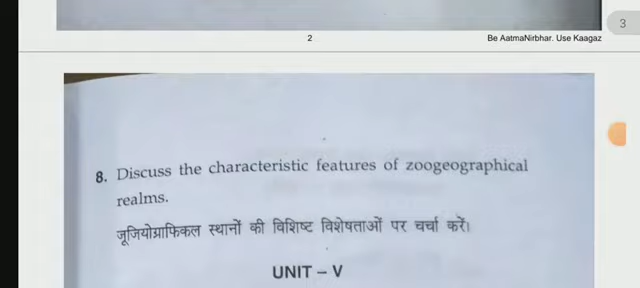 3
2
Be AatmaNirbhar. Use Kaagaz
8. Discuss the characteristic features of zoogeographical
realms.
जूजियोग्राफिकल स्थानों की विशिष्ट विशेषताओं पर चर्चा करें।
UNIT – V